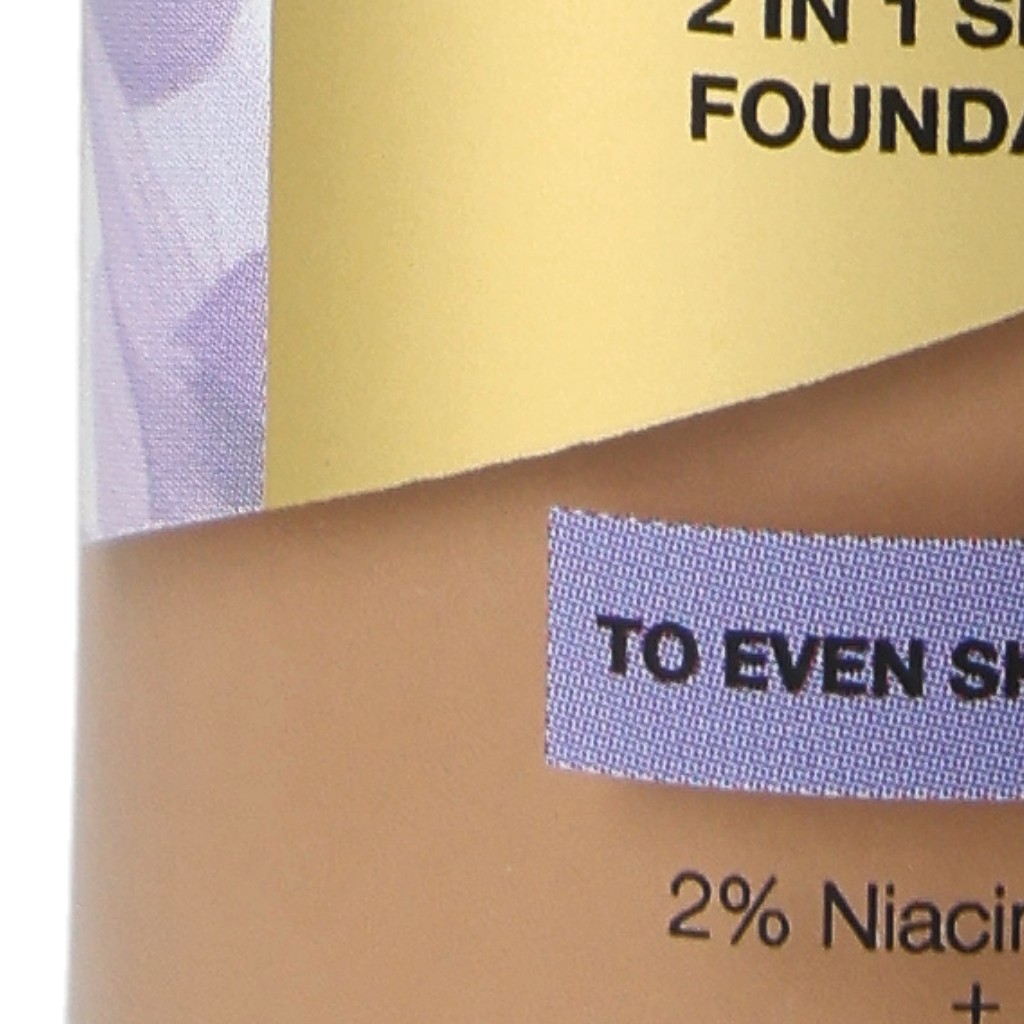 2 IN 1 S
FOUNDA
TO EVEN SK
2% Niacin
+